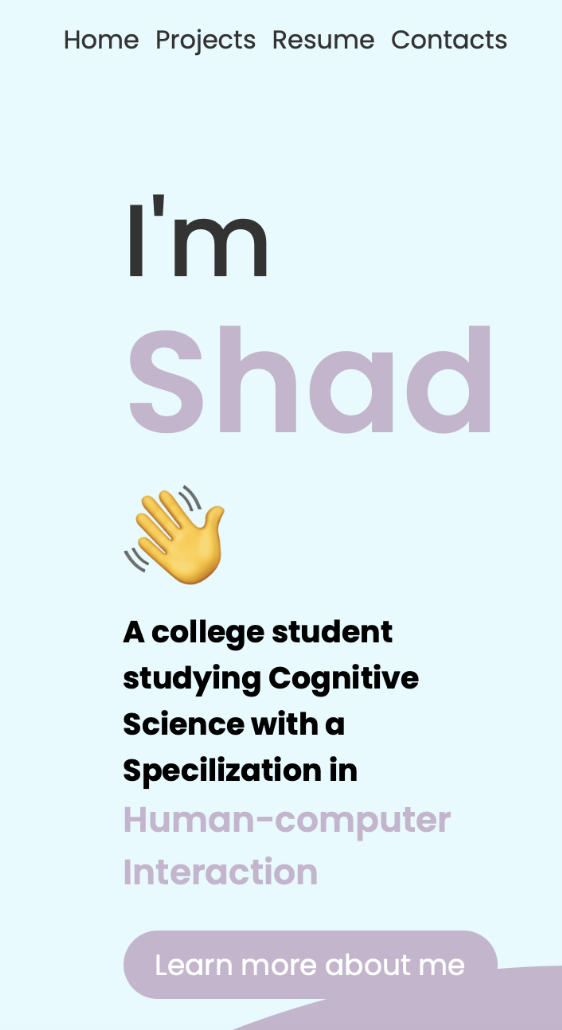 Home Projects Resume Contacts
I'm
Shad
A college student
studying Cognitive
Science with a
Specilization in
Human-computer
Interaction
Learn more about me